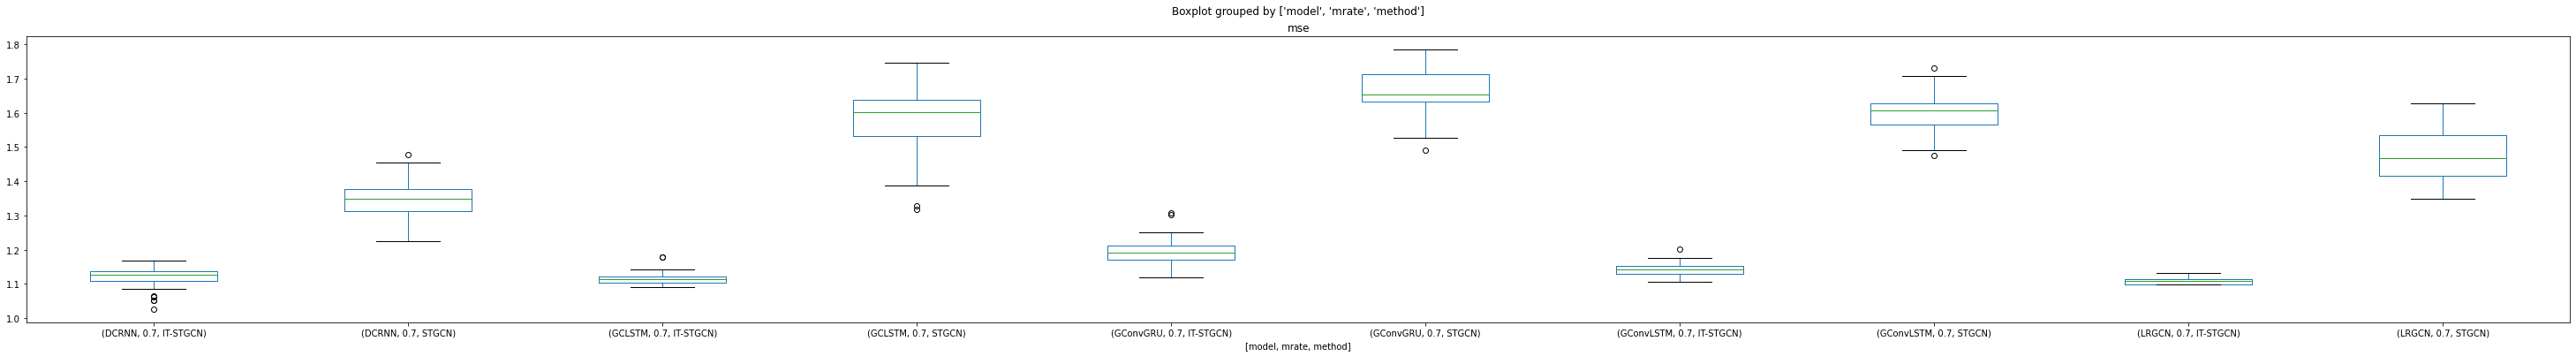 Boxplot grouped by ['model', 'mrate', 'method']
mse
1.8
1.7
1.6
1.5
1.4
1.3
1.2
1.1
1.0
(DCRNN, 0.7, IT-STGCN) (DCRNN, 0.7, STGCN) (GCLSTM, 0.7, IT-STGCN) (GCLSTM, 0.7, STGCN) (GConvGRU, 0.7, IT-STGCN) (GConvGRU, 0.7, STGCN) (GConvLSTM, 0.7, IT-STGCN) (GConvLSTM, 0.7, STGCN) (LRGCN, 0.7, IT-STGCN) (LRGCN, 0.7, STGCN)
[model, mrate, method]